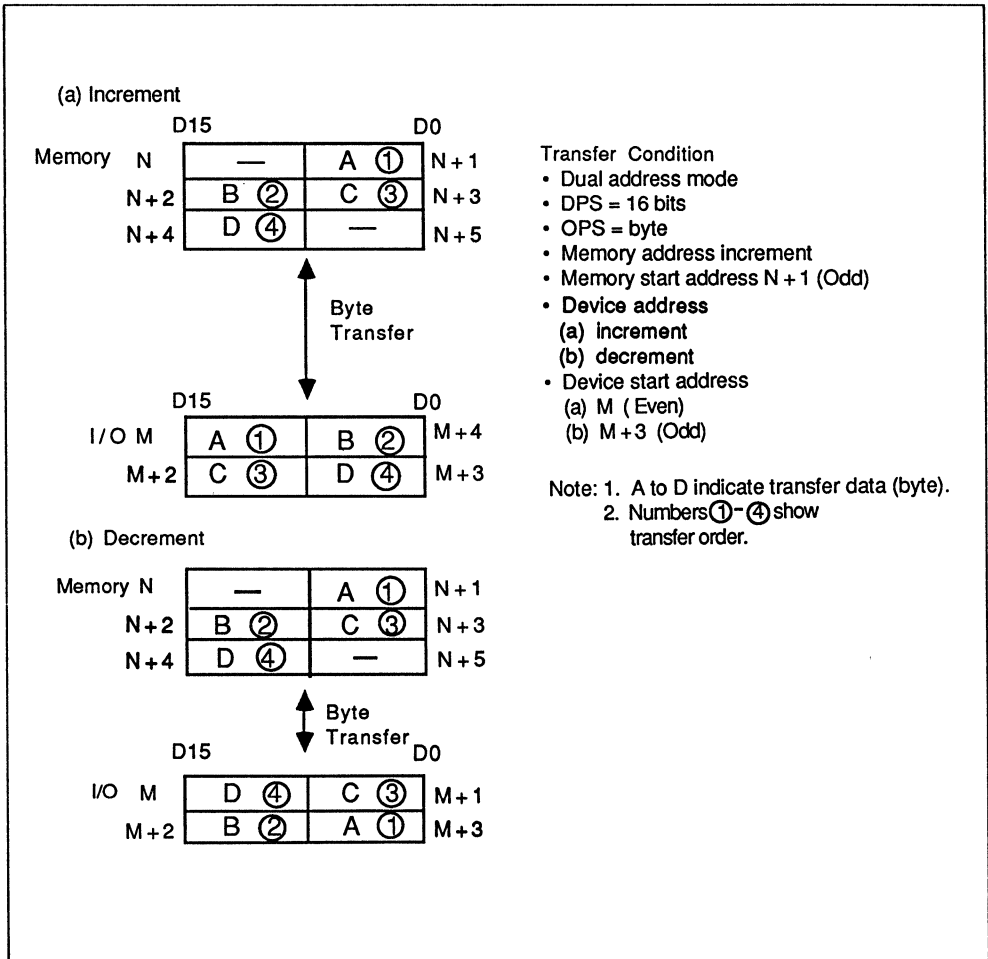 (a) Increment
D15 D0
Memory N — A ① N+1
N+2 B ② C ③ N+3
N+4 D ④ — N+5
Byte
Transfer
D15 D0
I/O M A ① B ② M+4
M+2 C ③ D ④ M+3
(b) Decrement
Memory N — A ① N+1
N+2 B ② C ③ N+3
N+4 D ④ — N+5
Byte
Transfer
D15 D0
I/O M D ④ C ③ M+1
M+2 B ② A ① M+3
Transfer Condition
• Dual address mode
• DPS = 16 bits
• OPS = byte
• Memory address increment
• Memory start address N+1 (Odd)
• Device address
(a) increment
(b) decrement
• Device start address
(a) M (Even)
(b) M+3 (Odd)
Note: 1. A to D indicate transfer data (byte).
2. Numbers①-④show
transfer order.